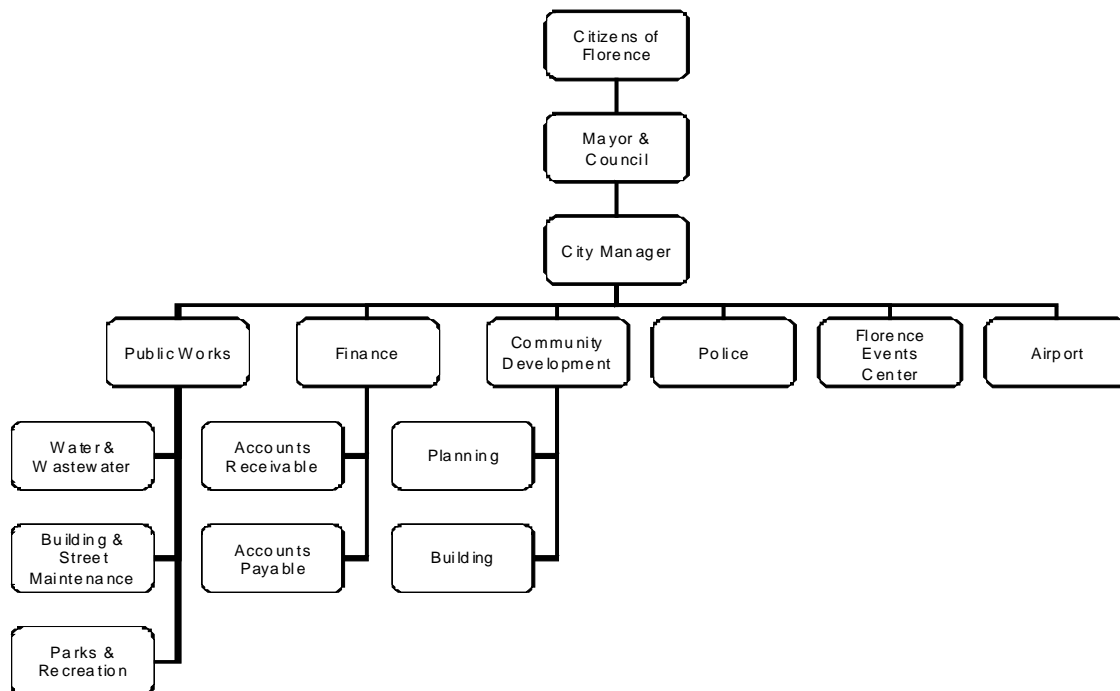 Citizens of
Florence
Mayor &
Council
City Manager
Public Works
Finance
Community
Development
Police
Florence
Events
Center
Airport
Water &
Wastewater
Accounts
Receivable
Planning
Building &
Street
Maintenance
Accounts
Payable
Building
Parks &
Recreation